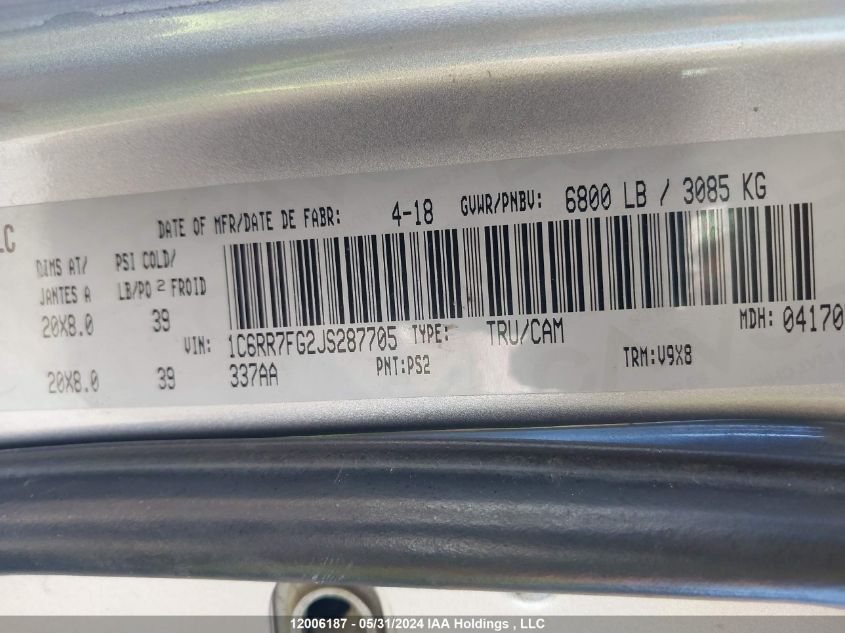 LC
DATE OF MFR/DATE DE FABR: 4-18 GVWR/PNBV: 6800 LB / 3085 KG
DIMS AT/ PSI COLD/
JANTES A LB/PO 2 FROID
20X8.0 39
VIN: 1C6RR7FG2JS287705 TYPE: TRU/CAM MDH: 04170
20X8.0 39 337AA PNT:PS2 TRM:V9X8
12006187 - 05/31/2024 IAA Holdings , LLC